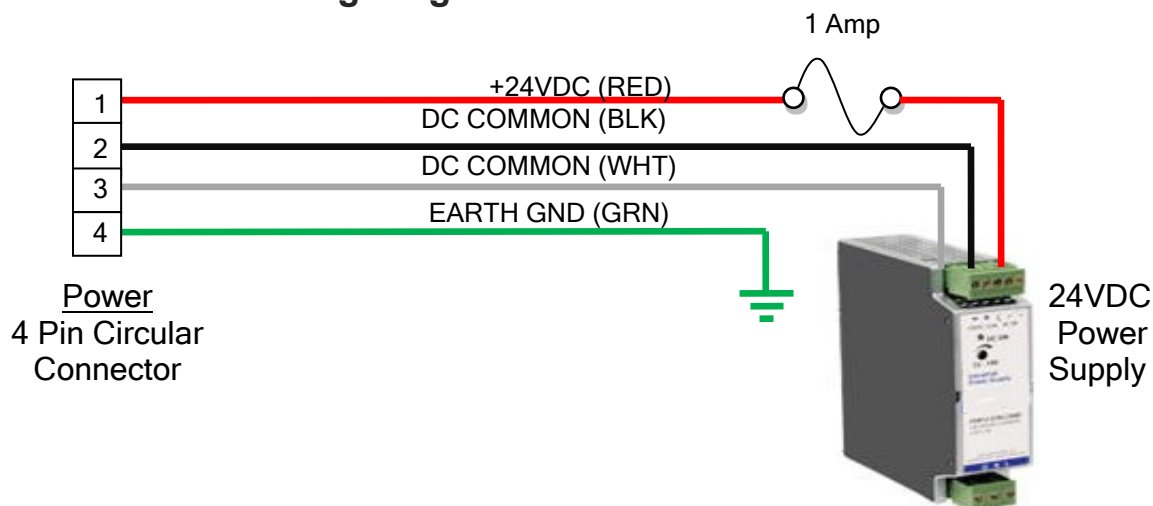 1 Amp
1
+24VDC (RED)
DC COMMON (BLK)
2
DC COMMON (WHT)
3
EARTH GND (GRN)
4
Power
4 Pin Circular
Connector
24VDC
Power
Supply